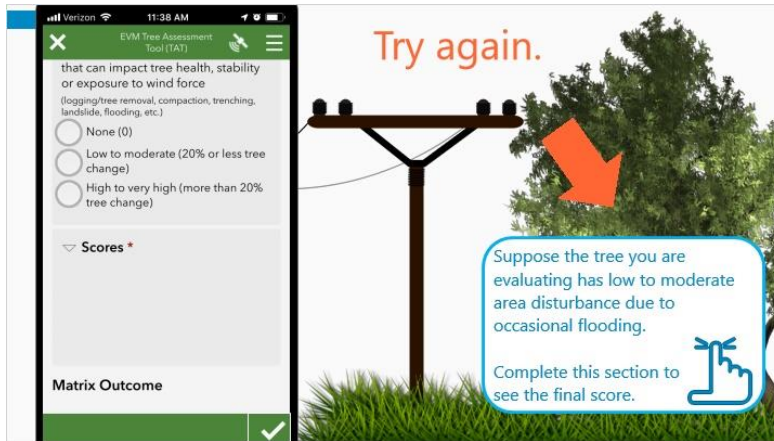 Verizon 11:38 AM
EVM Tree Assessment
Tool (TAT)
that can impact tree health, stability
or exposure to wind force
(logging/tree removal, compaction, trenching,
landslide, flooding, etc.)
None (0)
Low to moderate (20% or less tree
change)
High to very high (more than 20%
tree change)
Scores *
Matrix Outcome
Try again.
Suppose the tree you are
evaluating has low to moderate
area disturbance due to
occasional flooding.
Complete this section to
see the final score.